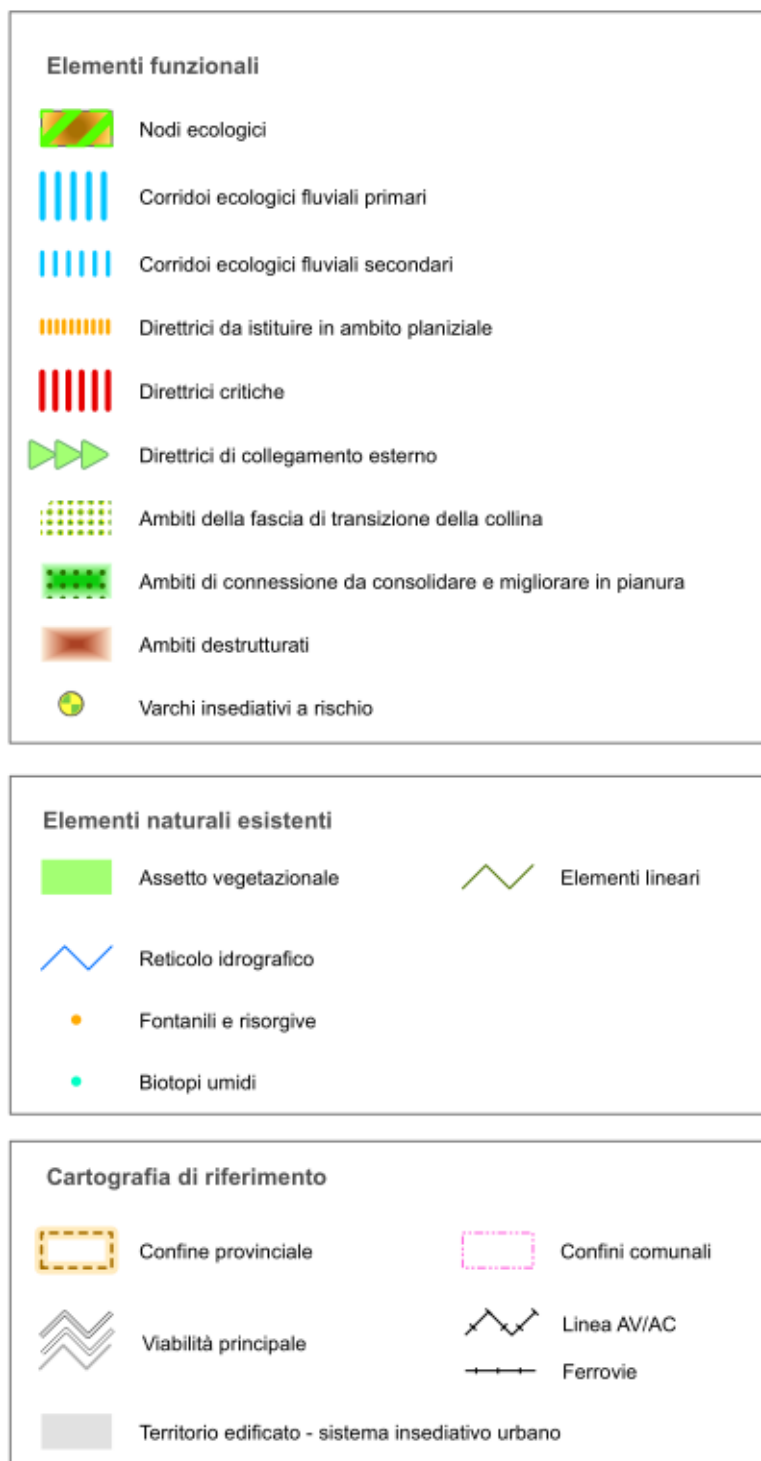 Elementi funzionali
Nodi ecologici
Corridoi ecologici fluviali primari
Corridoi ecologici fluviali secondari
Direttrici da istituire in ambito planiziale
Direttrici critiche
Direttrici di collegamento esterno
Ambiti della fascia di transizione della collina
Ambiti di connessione da consolidare e migliorare in pianura
Ambiti destrutturati
Varchi insediativi a rischio
Elementi naturali esistenti
Assetto vegetazionale
Elementi lineari
Reticolo idrografico
Fontanili e risorgive
Biotopi umidi
Cartografia di riferimento
Confine provinciale
Confini comunali
Viabilità principale
Linea AV/AC
Ferrovie
Territorio edificato - sistema insediativo urbano